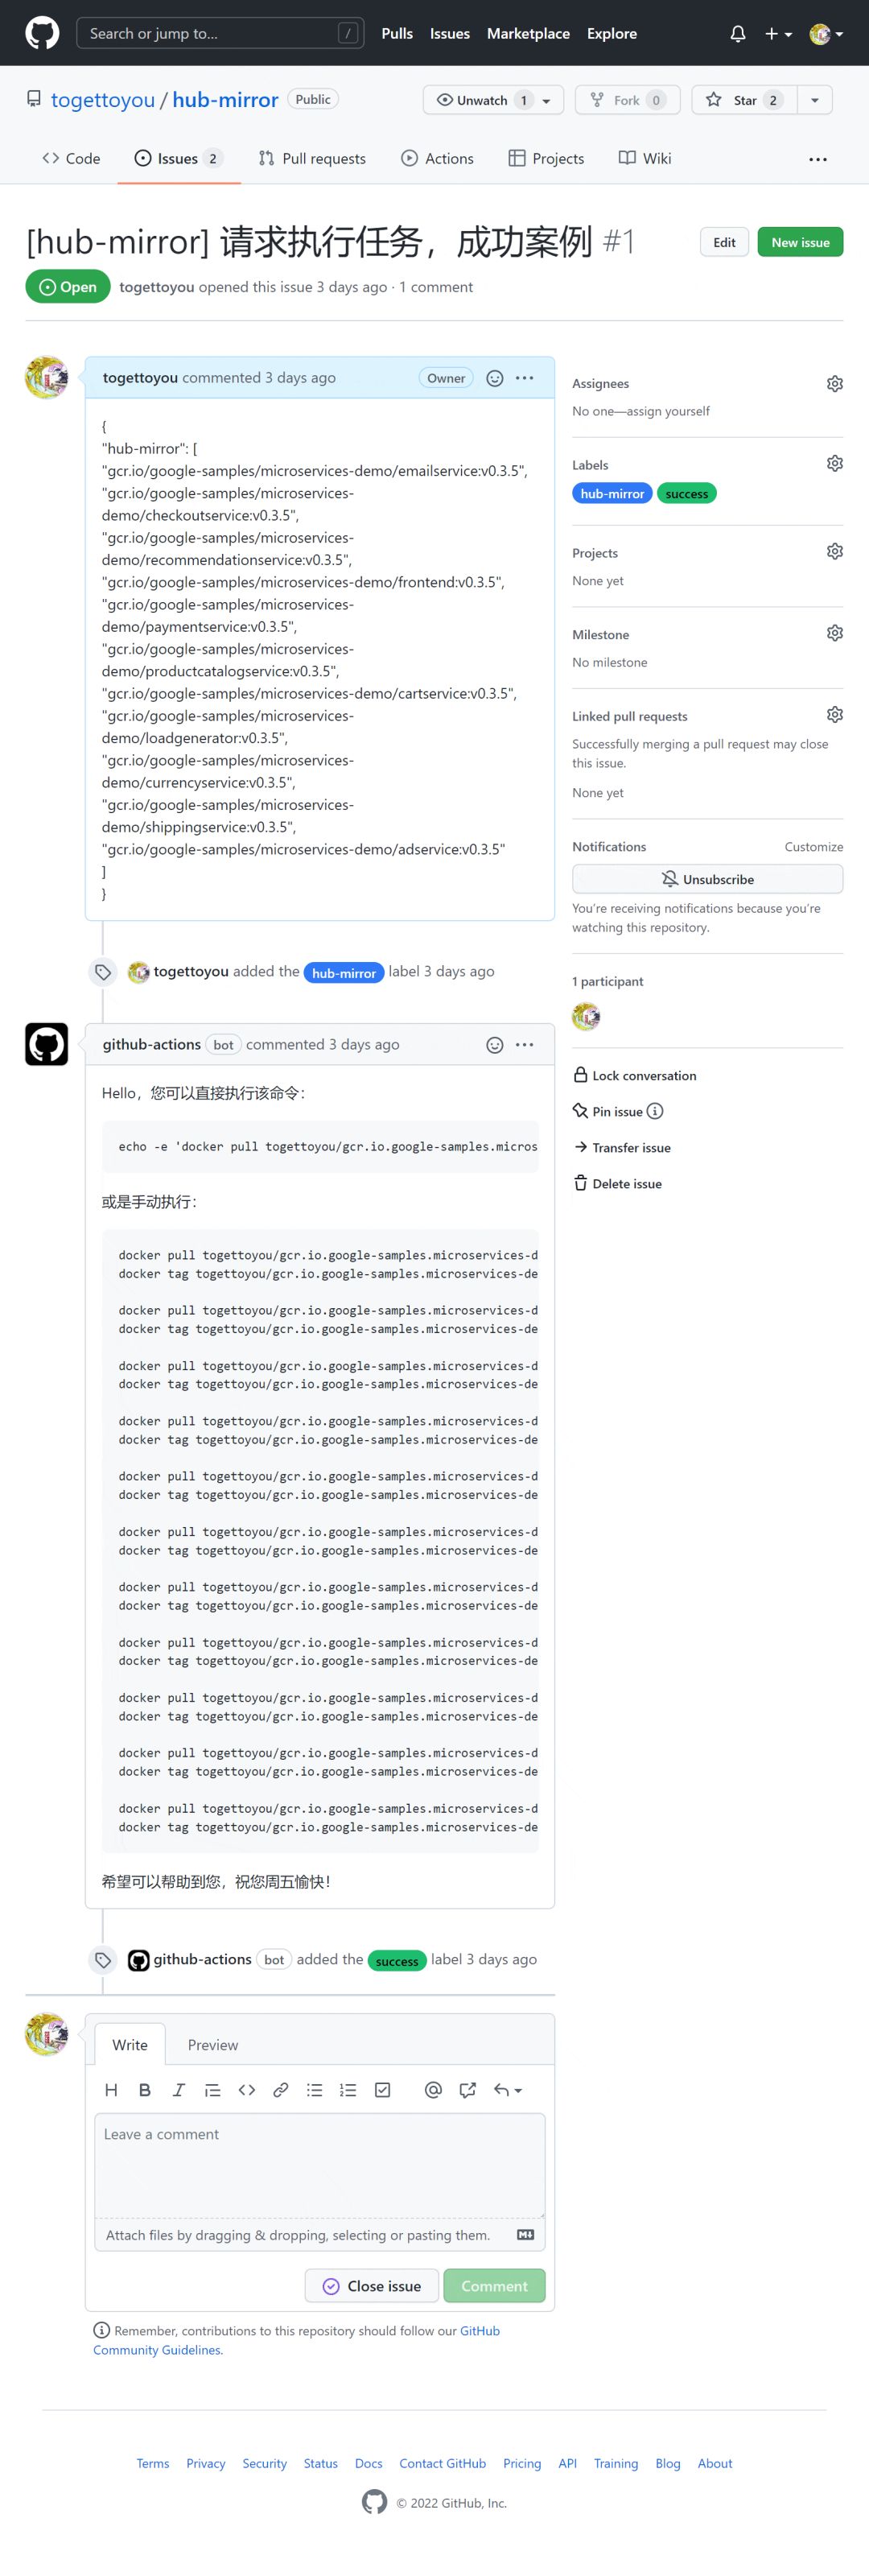 Search or jump to... /
Pulls Issues Marketplace Explore
togettoyou / hub-mirror Public
Unwatch 1 Fork 0 Star 2
Code Issues 2 Pull requests Actions Projects Wiki ...
[hub-mirror] 请求执行任务，成功案例 #1
Edit New issue
Open togettoyou opened this issue 3 days ago · 1 comment
togettoyou commented 3 days ago Owner ...
{
"hub-mirror": [
"gcr.io/google-samples/microservices-demo/emailservice:v0.3.5",
"gcr.io/google-samples/microservices-
demo/checkoutservice:v0.3.5",
"gcr.io/google-samples/microservices-
demo/recommendationservice:v0.3.5",
"gcr.io/google-samples/microservices-demo/frontend:v0.3.5",
"gcr.io/google-samples/microservices-
demo/paymentservice:v0.3.5",
"gcr.io/google-samples/microservices-
demo/productcatalogservice:v0.3.5",
"gcr.io/google-samples/microservices-demo/cartservice:v0.3.5",
"gcr.io/google-samples/microservices-
demo/loadgenerator:v0.3.5",
"gcr.io/google-samples/microservices-
demo/currencyservice:v0.3.5",
"gcr.io/google-samples/microservices-
demo/shippingservice:v0.3.5",
"gcr.io/google-samples/microservices-demo/adservice:v0.3.5"
]
}
togettoyou added the hub-mirror label 3 days ago
github-actions bot commented 3 days ago ...
Hello，您可以直接执行该命令：
echo -e 'docker pull togettoyou/gcr.io.google-samples.micros
或是手动执行：
docker pull togettoyou/gcr.io.google-samples.microservices-d
docker tag togettoyou/gcr.io.google-samples.microservices-de
docker pull togettoyou/gcr.io.google-samples.microservices-d
docker tag togettoyou/gcr.io.google-samples.microservices-de
docker pull togettoyou/gcr.io.google-samples.microservices-d
docker tag togettoyou/gcr.io.google-samples.microservices-de
docker pull togettoyou/gcr.io.google-samples.microservices-d
docker tag togettoyou/gcr.io.google-samples.microservices-de
docker pull togettoyou/gcr.io.google-samples.microservices-d
docker tag togettoyou/gcr.io.google-samples.microservices-de
docker pull togettoyou/gcr.io.google-samples.microservices-d
docker tag togettoyou/gcr.io.google-samples.microservices-de
docker pull togettoyou/gcr.io.google-samples.microservices-d
docker tag togettoyou/gcr.io.google-samples.microservices-de
docker pull togettoyou/gcr.io.google-samples.microservices-d
docker tag togettoyou/gcr.io.google-samples.microservices-de
docker pull togettoyou/gcr.io.google-samples.microservices-d
docker tag togettoyou/gcr.io.google-samples.microservices-de
docker pull togettoyou/gcr.io.google-samples.microservices-d
docker tag togettoyou/gcr.io.google-samples.microservices-de
docker pull togettoyou/gcr.io.google-samples.microservices-d
docker tag togettoyou/gcr.io.google-samples.microservices-de
希望可以帮助到您，祝您周五愉快！
github-actions bot added the success label 3 days ago
Write Preview
H B I
Leave a comment
Attach files by dragging & dropping, selecting or pasting them.
Close issue Comment
Remember, contributions to this repository should follow our GitHub
Community Guidelines.
Assignees
No one—assign yourself
Labels
hub-mirror success
Projects
None yet
Milestone
No milestone
Linked pull requests
Successfully merging a pull request may close
this issue.
None yet
Notifications Customize
Unsubscribe
You're receiving notifications because you're
watching this repository.
1 participant
Lock conversation
Pin issue
Transfer issue
Delete issue
Terms Privacy Security Status Docs Contact GitHub Pricing API Training Blog About
© 2022 GitHub, Inc.